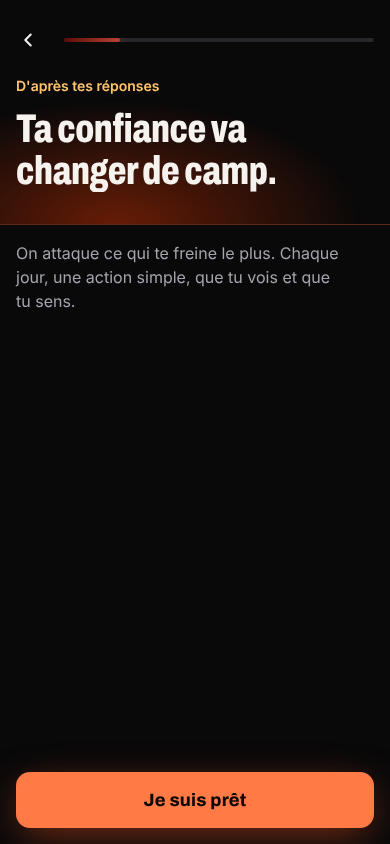 D'après tes réponses
Ta confiance va
changer de camp.
On attaque ce qui te freine le plus. Chaque
jour, une action simple, que tu vois et que
tu sens.
Je suis prêt